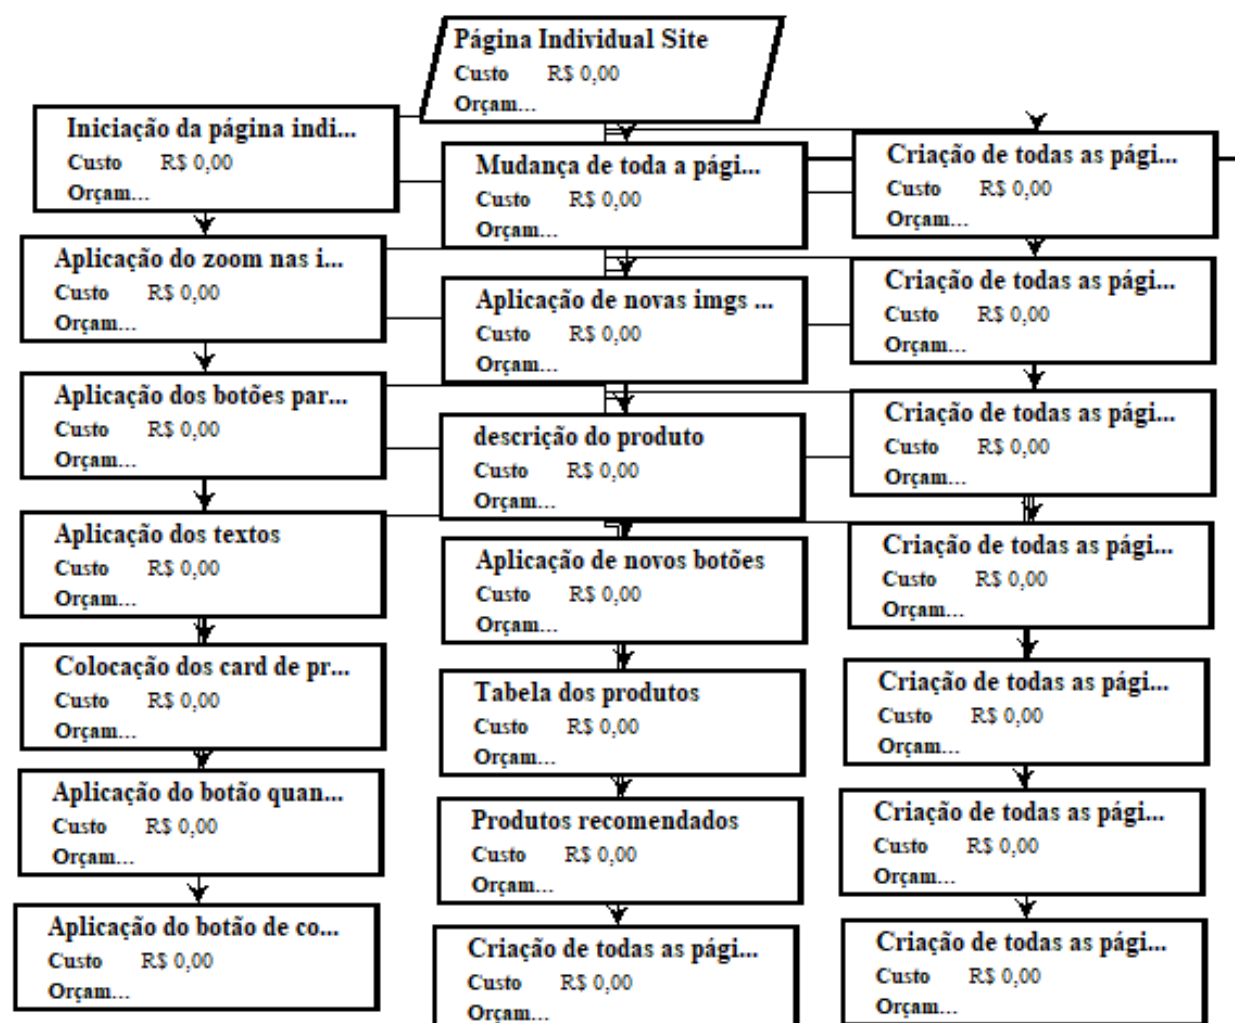 Página Individual Site
Custo R$ 0,00
Orçam...
Iniciação da página indi...
Custo R$ 0,00
Orçam...
Aplicação do zoom nas i...
Custo R$ 0,00
Orçam...
Aplicação dos botões par...
Custo R$ 0,00
Orçam...
Aplicação dos textos
Custo R$ 0,00
Orçam...
Colocação dos card de pr...
Custo R$ 0,00
Orçam...
Aplicação do botão quan...
Custo R$ 0,00
Orçam...
Aplicação do botão de co...
Custo R$ 0,00
Orçam...
Mudança de toda a pági...
Custo R$ 0,00
Orçam...
Aplicação de novas imgs ...
Custo R$ 0,00
Orçam...
descrição do produto
Custo R$ 0,00
Orçam...
Aplicação de novos botões
Custo R$ 0,00
Orçam...
Tabela dos produtos
Custo R$ 0,00
Orçam...
Produtos recomendados
Custo R$ 0,00
Orçam...
Criação de todas as pági...
Custo R$ 0,00
Orçam...
Criação de todas as pági...
Custo R$ 0,00
Orçam...
Criação de todas as pági...
Custo R$ 0,00
Orçam...
Criação de todas as pági...
Custo R$ 0,00
Orçam...
Criação de todas as pági...
Custo R$ 0,00
Orçam...
Criação de todas as pági...
Custo R$ 0,00
Orçam...
Criação de todas as pági...
Custo R$ 0,00
Orçam...
Criação de todas as pági...
Custo R$ 0,00
Orçam...